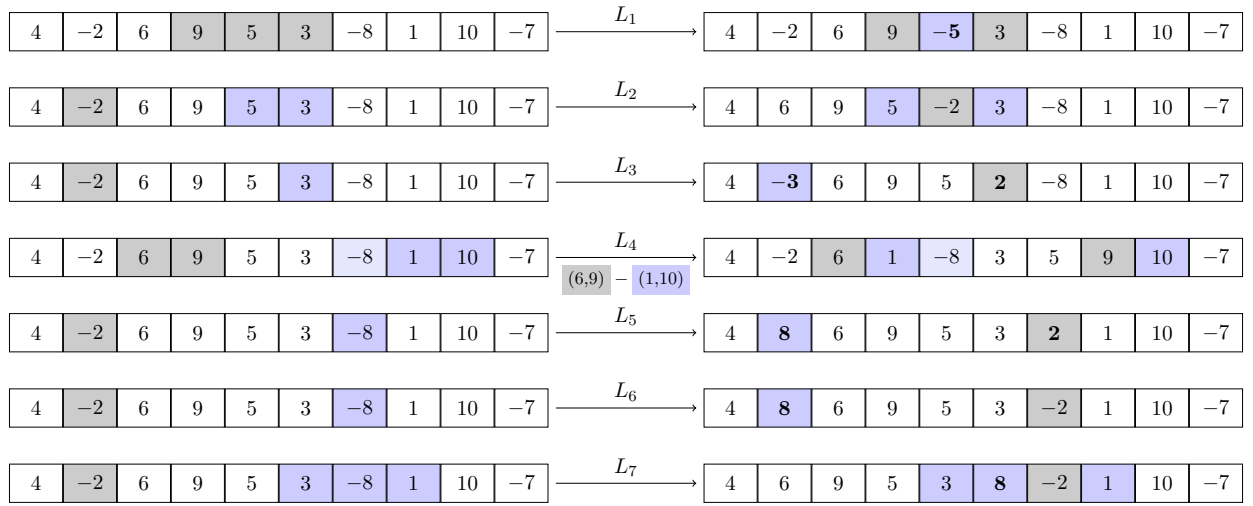 4 −2 6 9 5 3 −8 1 10 −7 L₁ 4 −2 6 9 −5 3 −8 1 10 −7
4 −2 6 9 5 3 −8 1 10 −7 L₂ 4 6 9 5 −2 3 −8 1 10 −7
4 −2 6 9 5 3 −8 1 10 −7 L₃ 4 −3 6 9 5 2 −8 1 10 −7
4 −2 6 9 5 3 −8 1 10 −7 L₄ 4 −2 6 1 −8 3 5 9 10 −7
(6,9) − (1,10)
4 −2 6 9 5 3 −8 1 10 −7 L₅ 4 8 6 9 5 3 2 1 10 −7
4 −2 6 9 5 3 −8 1 10 −7 L₆ 4 8 6 9 5 3 −2 1 10 −7
4 −2 6 9 5 3 −8 1 10 −7 L₇ 4 6 9 5 3 8 −2 1 10 −7